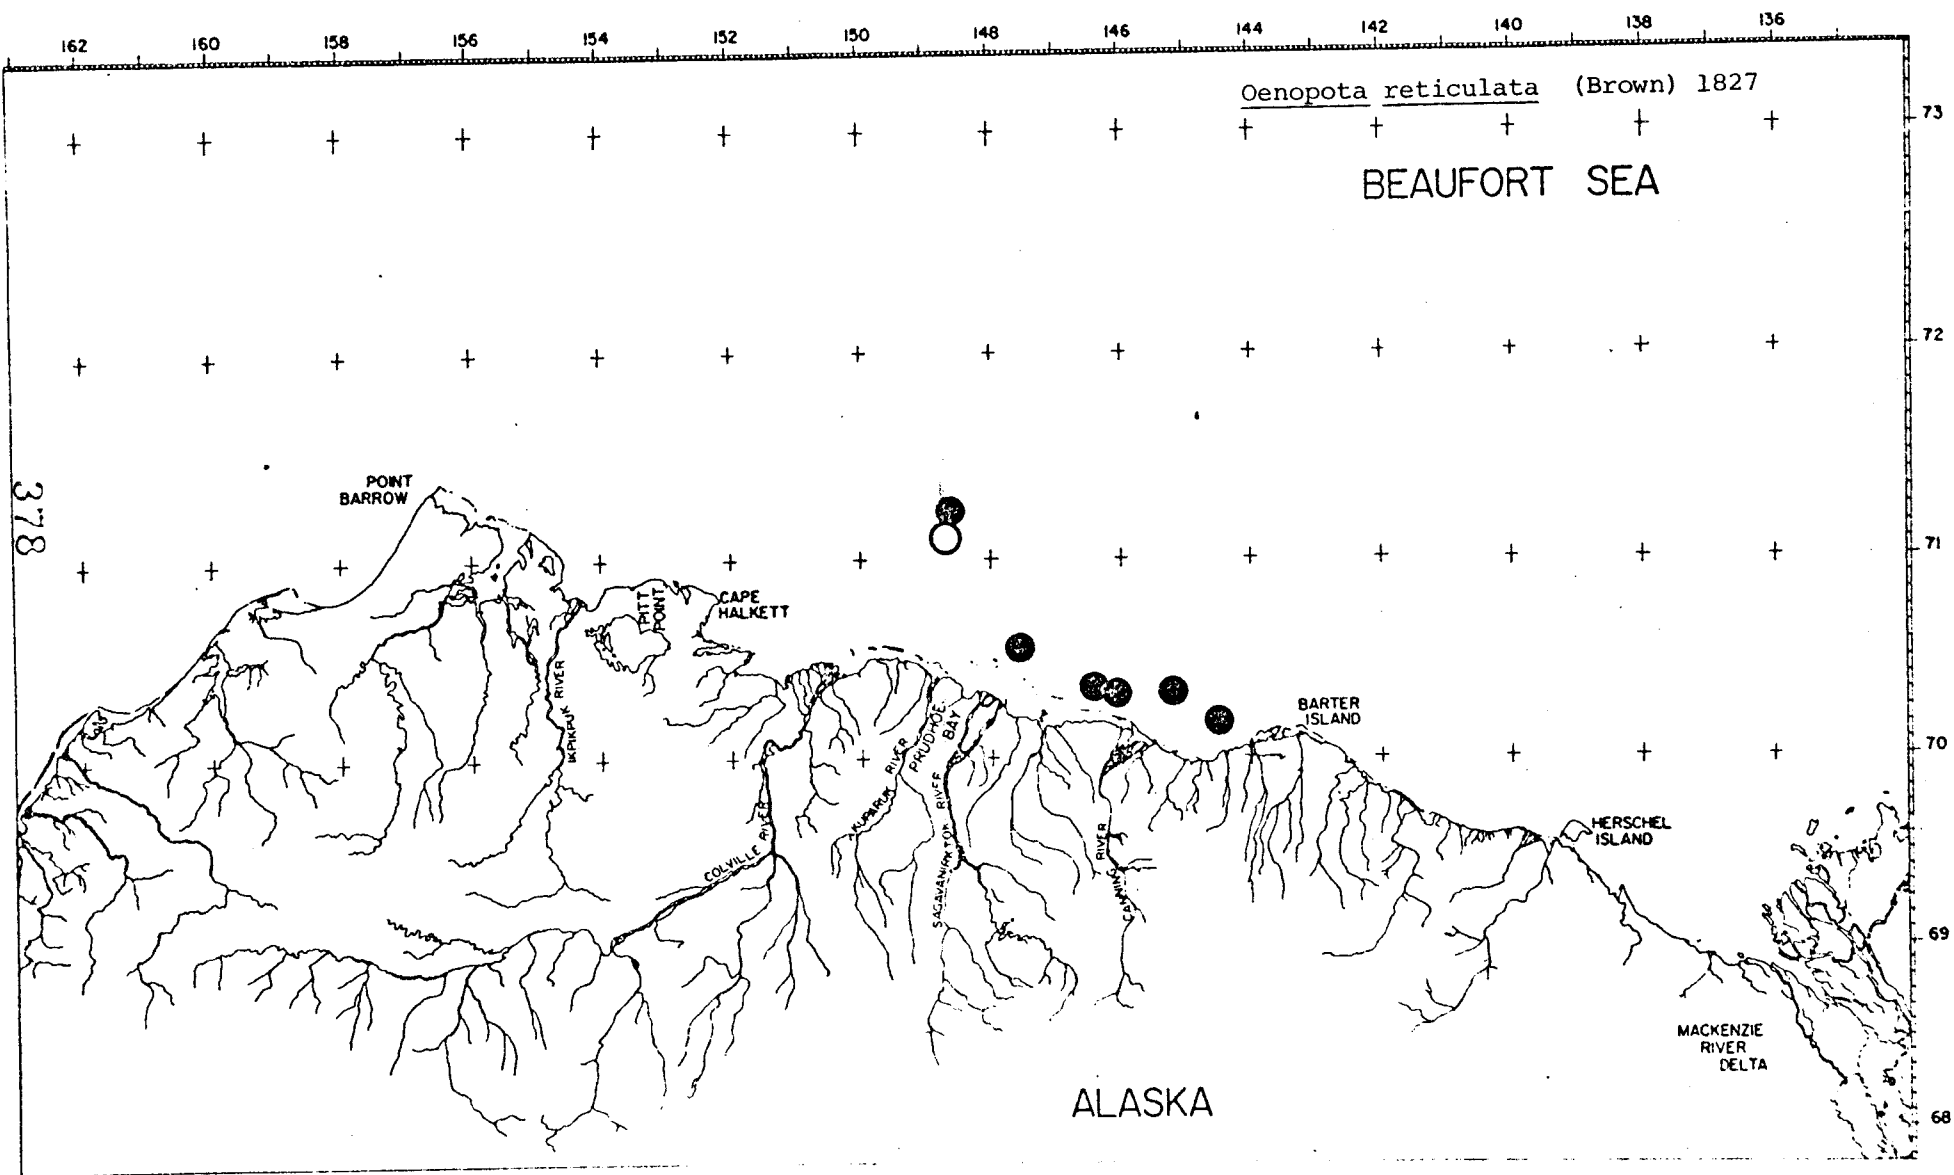 162 160 158 156 154 152 150 148 146 144 142 140 138 136
Oenopota reticulata (Brown) 1827
73
BEAUFORT SEA
72
POINT
BARROW
378
71
PITT
POINT
CAPE
HALKETT
BARTER
ISLAND
IKPIKPUK RIVER
PRUDHOE
BAY
70
KUPARUK RIVER
COLVILLE RIVER
SAGAVANIRKTOK RIVER
CANNING RIVER
HERSCHEL
ISLAND
69
MACKENZIE
RIVER
DELTA
ALASKA
68